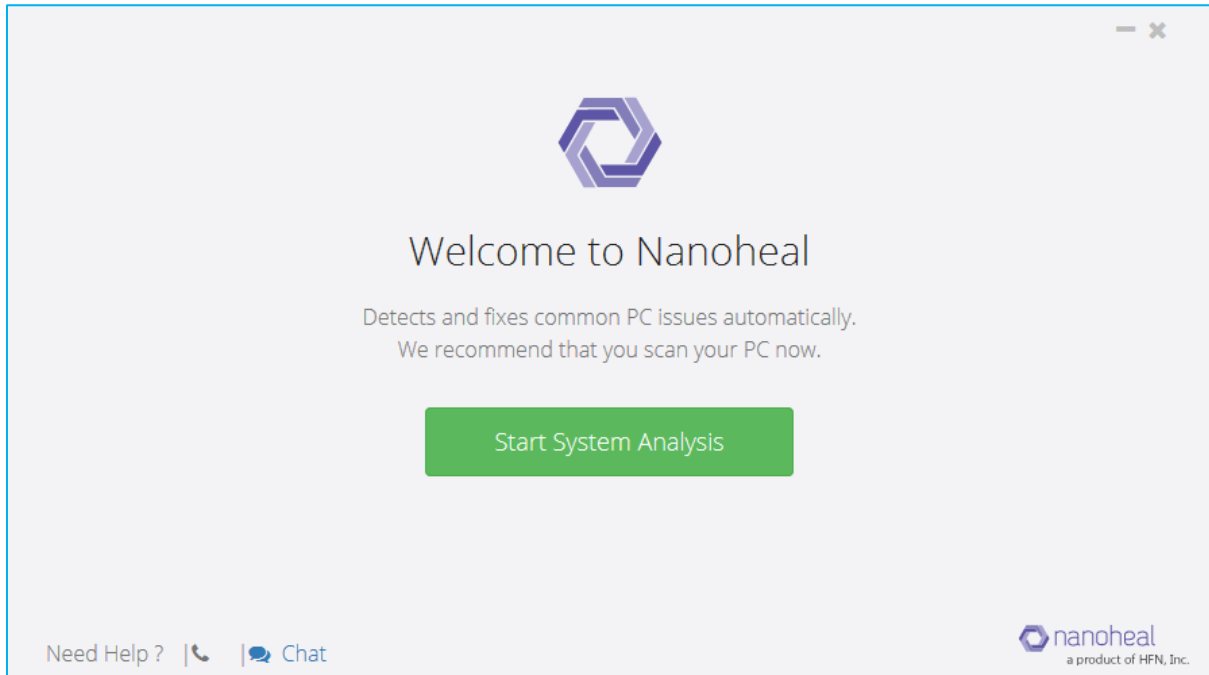 Welcome to Nanoheal
Detects and fixes common PC issues automatically.
We recommend that you scan your PC now.
Start System Analysis
Need Help ? | | Chat
nanoheal
a product of HFN, Inc.